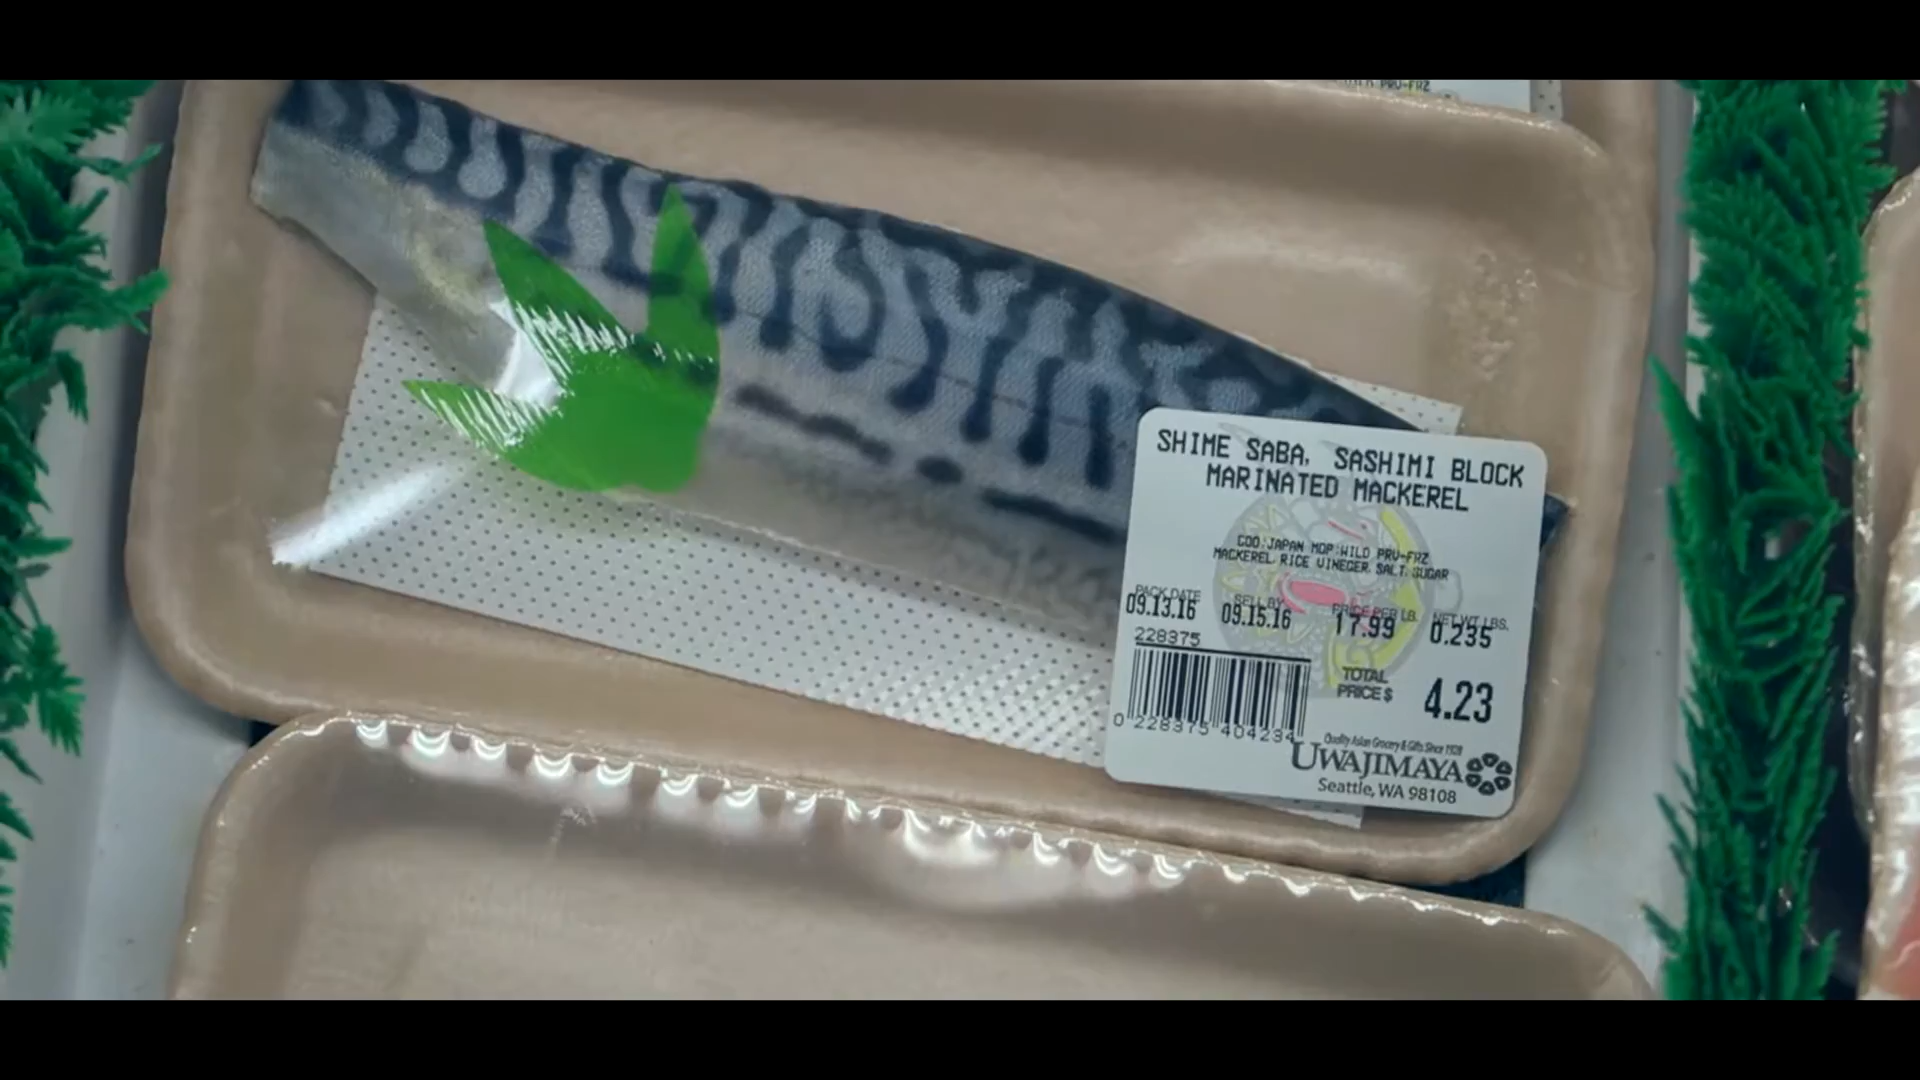 PRV-FRZ
SHIME SABA, SASHIMI BLOCK
MARINATED MACKEREL
COO:JAPAN MOP:WILD PRV-FRZ
MACKEREL,RICE VINEGER, SALT, SUGAR
PACK DATE SELL BY PRICE PER LB. NET WT. LBS.
09.13.16 09.15.16 17.99 0.235
228375
0 228375 404234
TOTAL
PRICE $
4.23
Quality Asian Grocery & Gifts Since 1928
UWAJIMAYA
Seattle, WA 98108